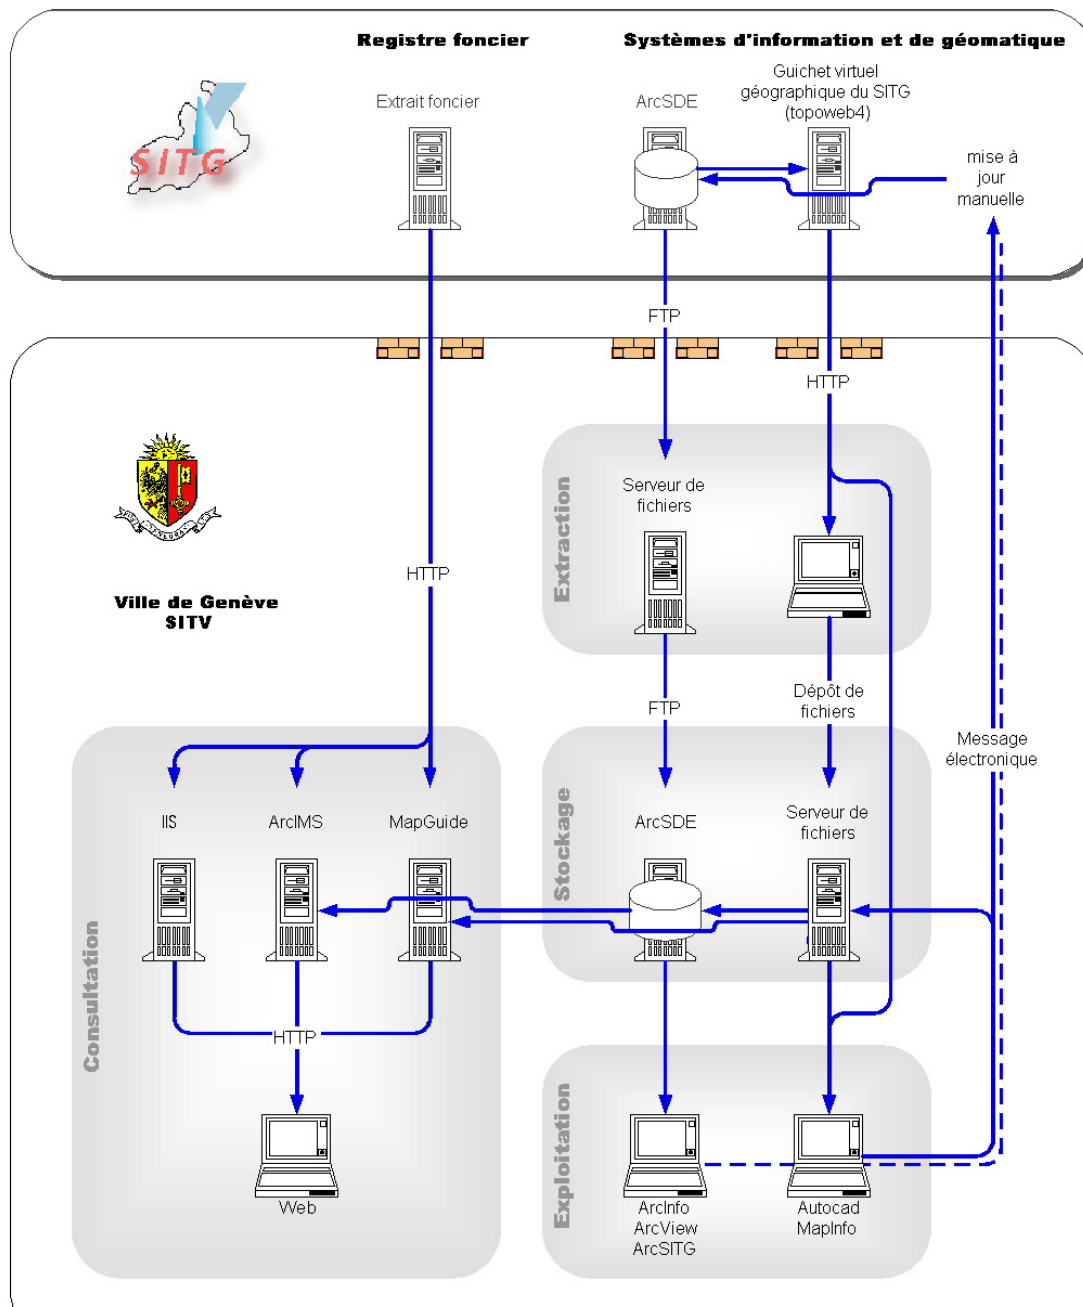 Registre foncier
Systèmes d'information et de géomatique
Extrait foncier
ArcSDE
Guichet virtuel
géographique du SITG
(topoweb4)
SITG
mise à
jour
manuelle
FTP
HTTP
Serveur de
fichiers
Extraction
HTTP
Ville de Genève
SITV
FTP
Dépôt de
fichiers
Message
électronique
IIS
ArcIMS
MapGuide
ArcSDE
Serveur de
fichiers
Stockage
Consultation
HTTP
Web
Exploitation
ArcInfo
ArcView
ArcSITG
Autocad
MapInfo